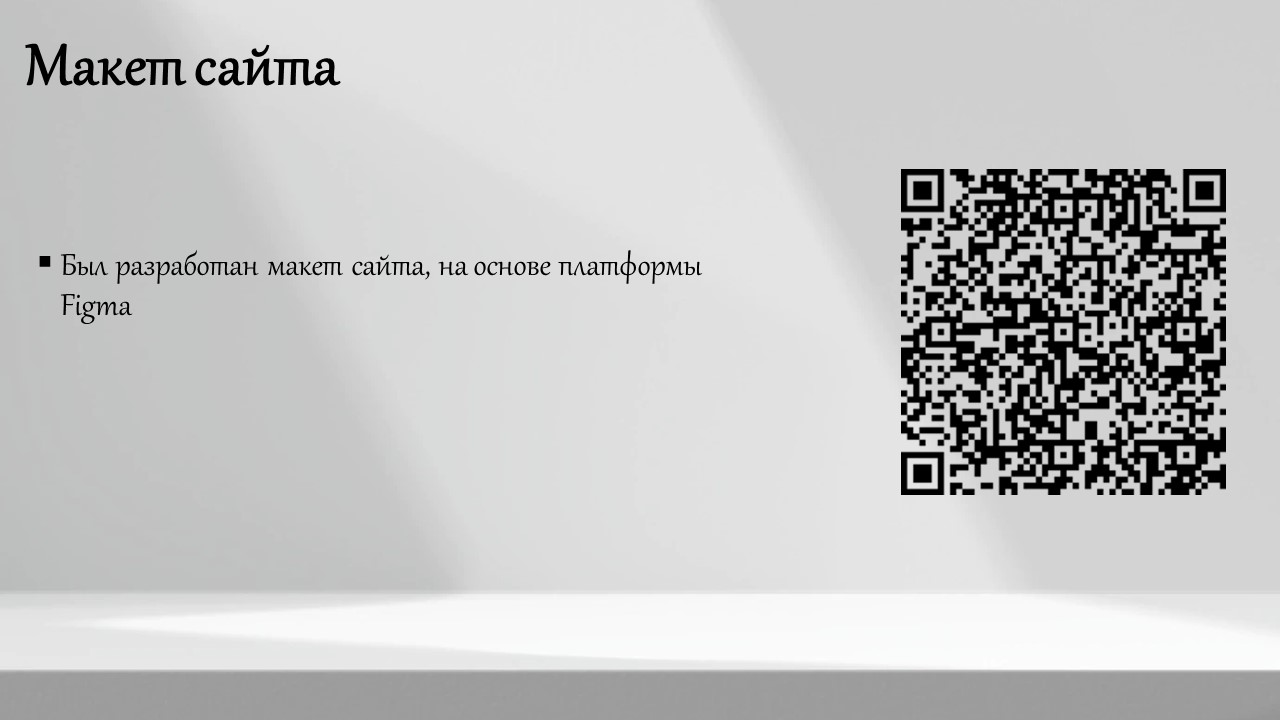 Макет сайта
Был разработан макет сайта, на основе платформы
Figma